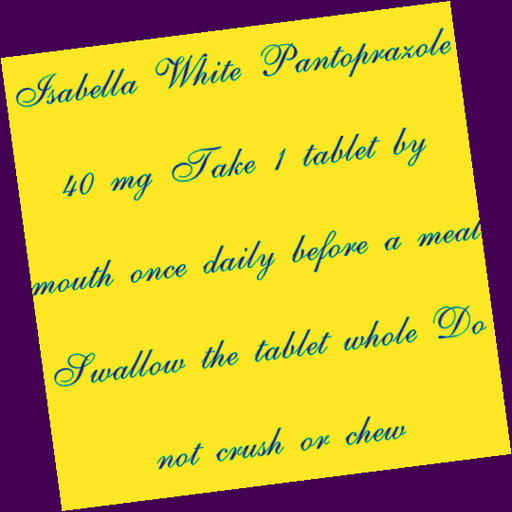 Isabella White Pantoprazole
40 mg Take 1 tablet by
mouth once daily before a meal
Swallow the tablet whole Do
not crush or chew